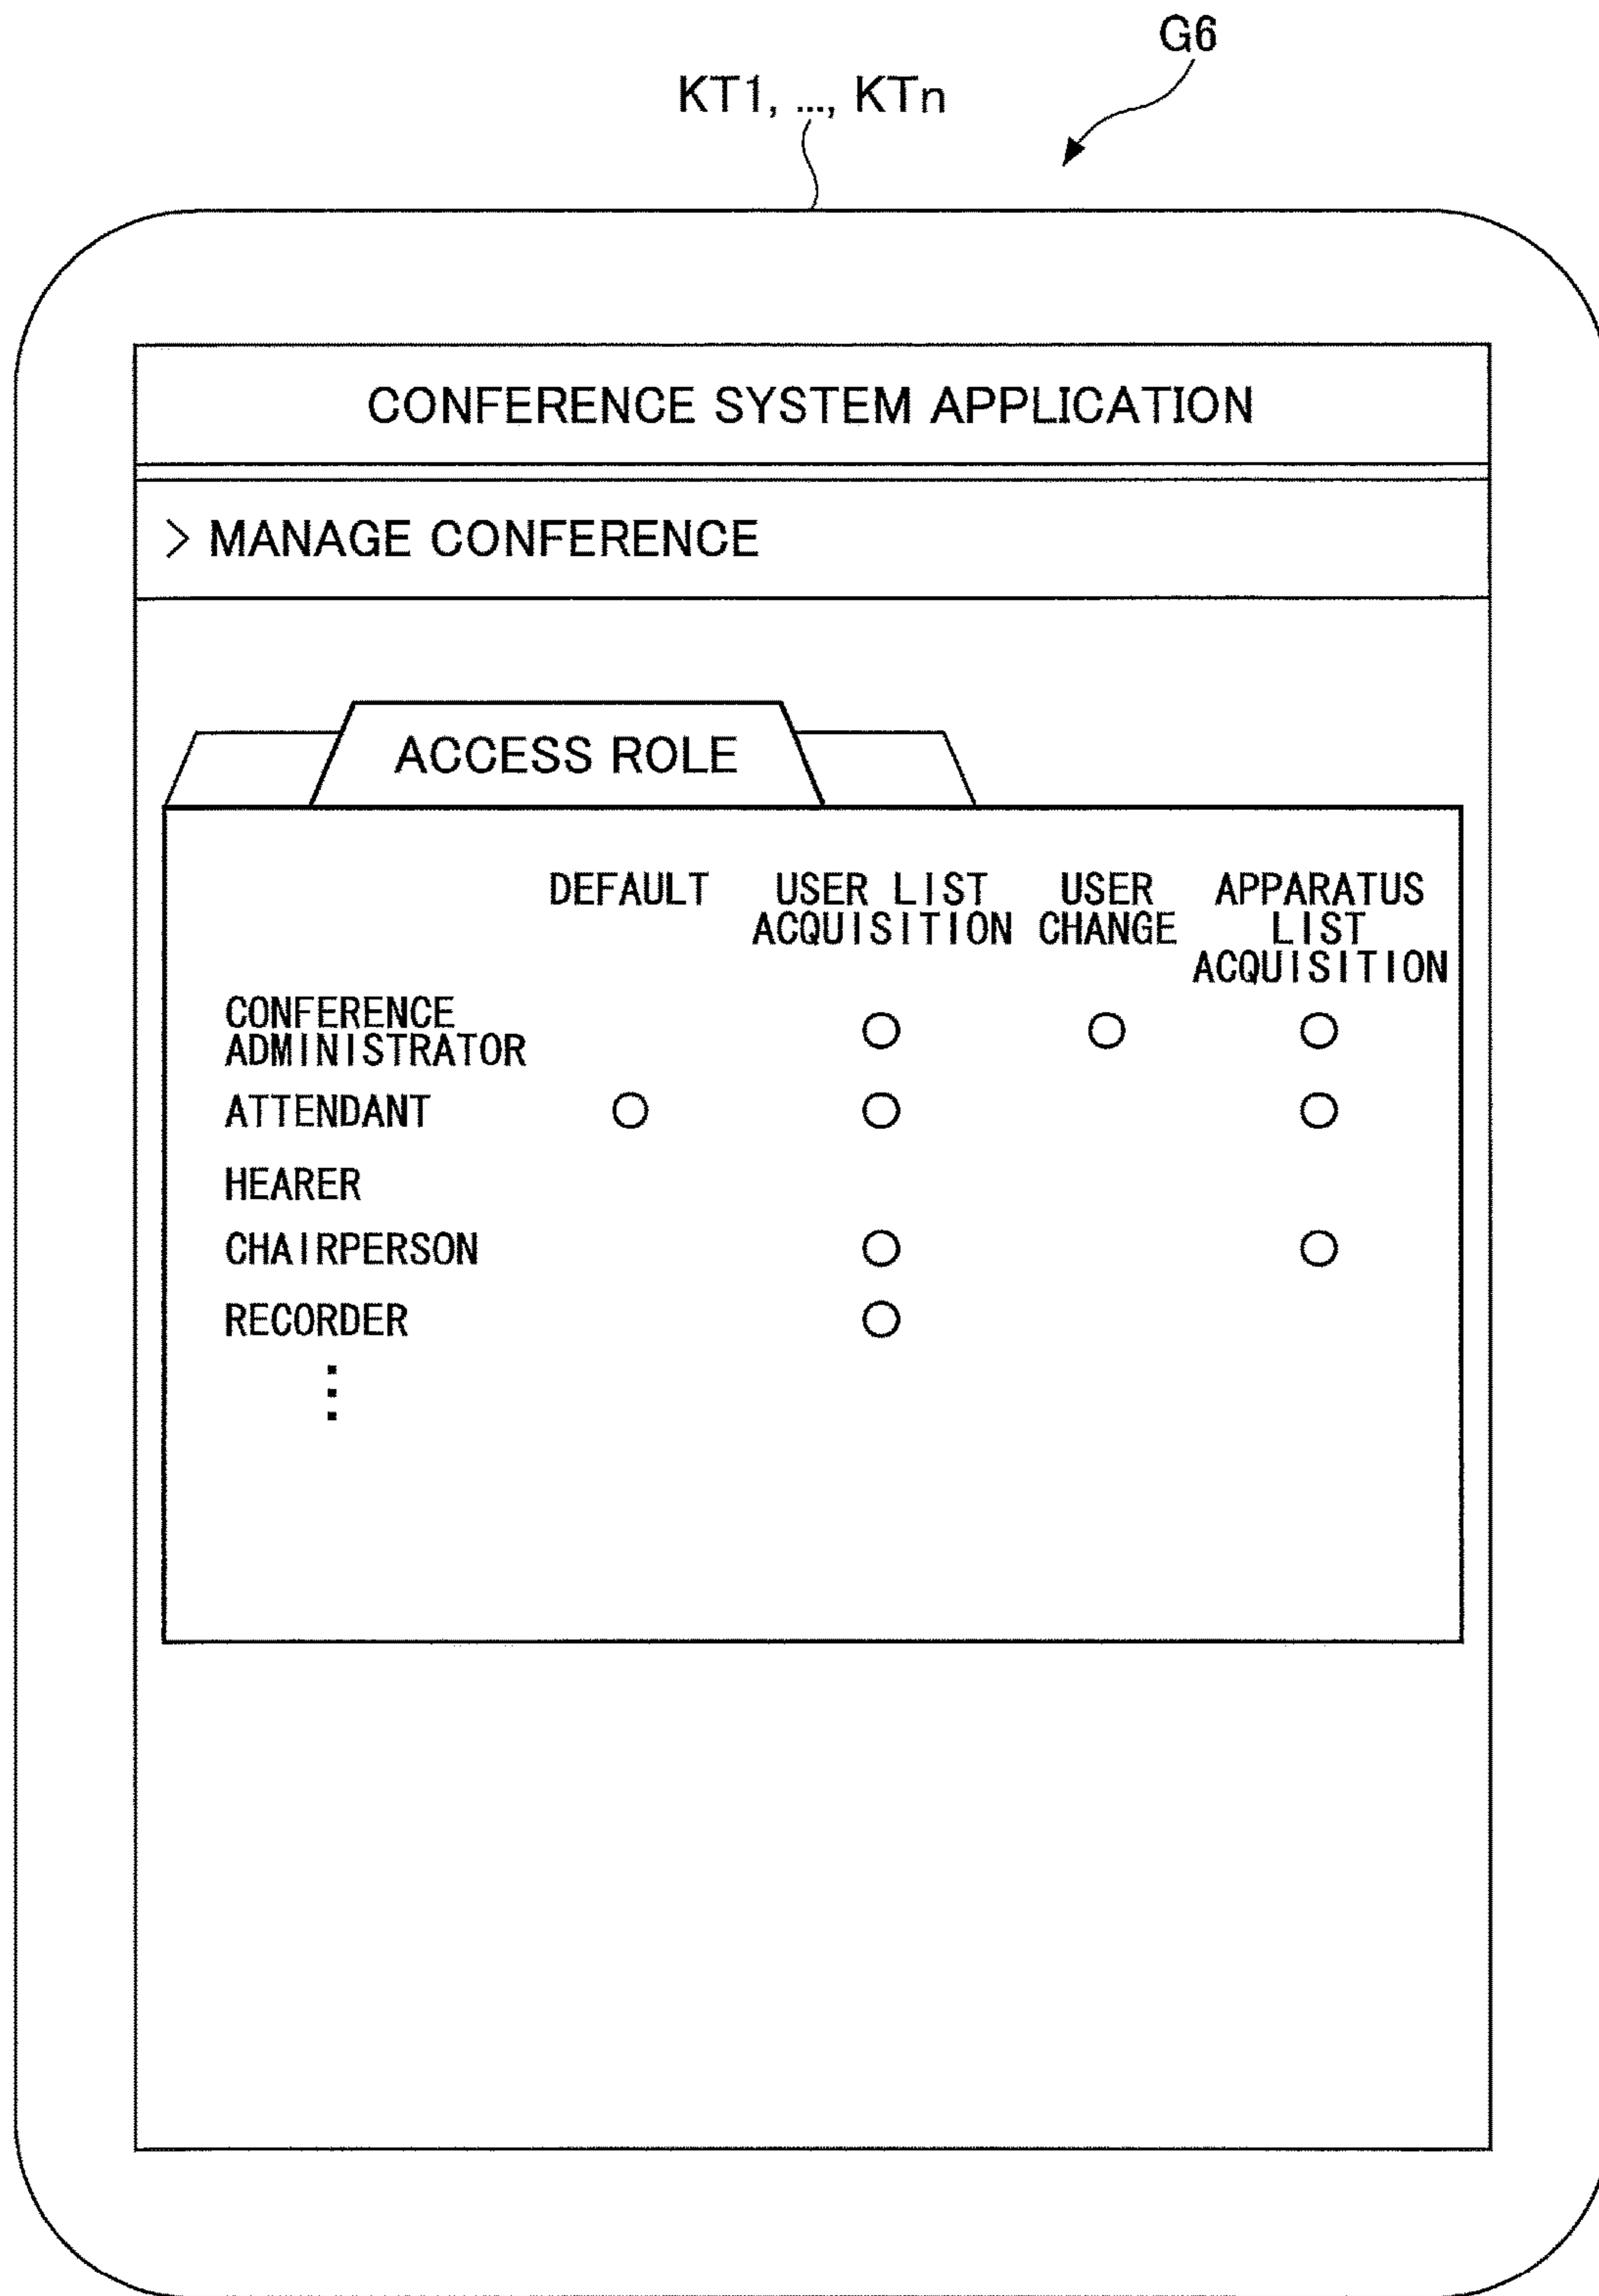 G6
KT1, ..., KTn
CONFERENCE SYSTEM APPLICATION
> MANAGE CONFERENCE
ACCESS ROLE
DEFAULT USER LIST USER APPARATUS
ACQUISITION CHANGE LIST
ACQUISITION
CONFERENCE
ADMINISTRATOR ○ ○ ○
ATTENDANT ○ ○ ○
HEARER
CHAIRPERSON ○ ○
RECORDER ○
⋮